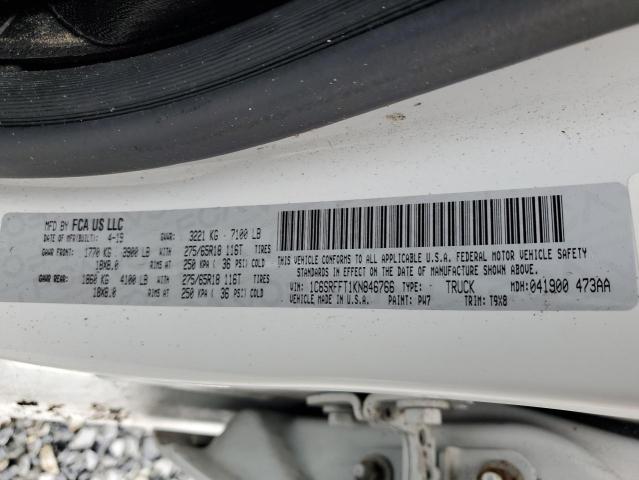 MFD BY FCA US LLC
DATE OF MFR(BUILT): 4-19 GVWR: 3221 KG - 7100 LB
GAWR FRONT: 1770 KG 3900 LB WITH 275/65R18 116T TIRES
18X8.0 RIMS AT 250 KPA ( 36 PSI) COLD
GAWR REAR: 1860 KG 4100 LB WITH 275/65R18 116T TIRES
18X8.0 RIMS AT 250 KPA ( 36 PSI) COLD
THIS VEHICLE CONFORMS TO ALL APPLICABLE U.S.A. FEDERAL MOTOR VEHICLE SAFETY
STANDARDS IN EFFECT ON THE DATE OF MANUFACTURE SHOWN ABOVE.
VIN: 1C6SRFFT1KN846766 TYPE: - TRUCK MDH: 041900 473AA
VEHICLE MADE IN: U.S.A. PAINT: PW7 TRIM: T9X8